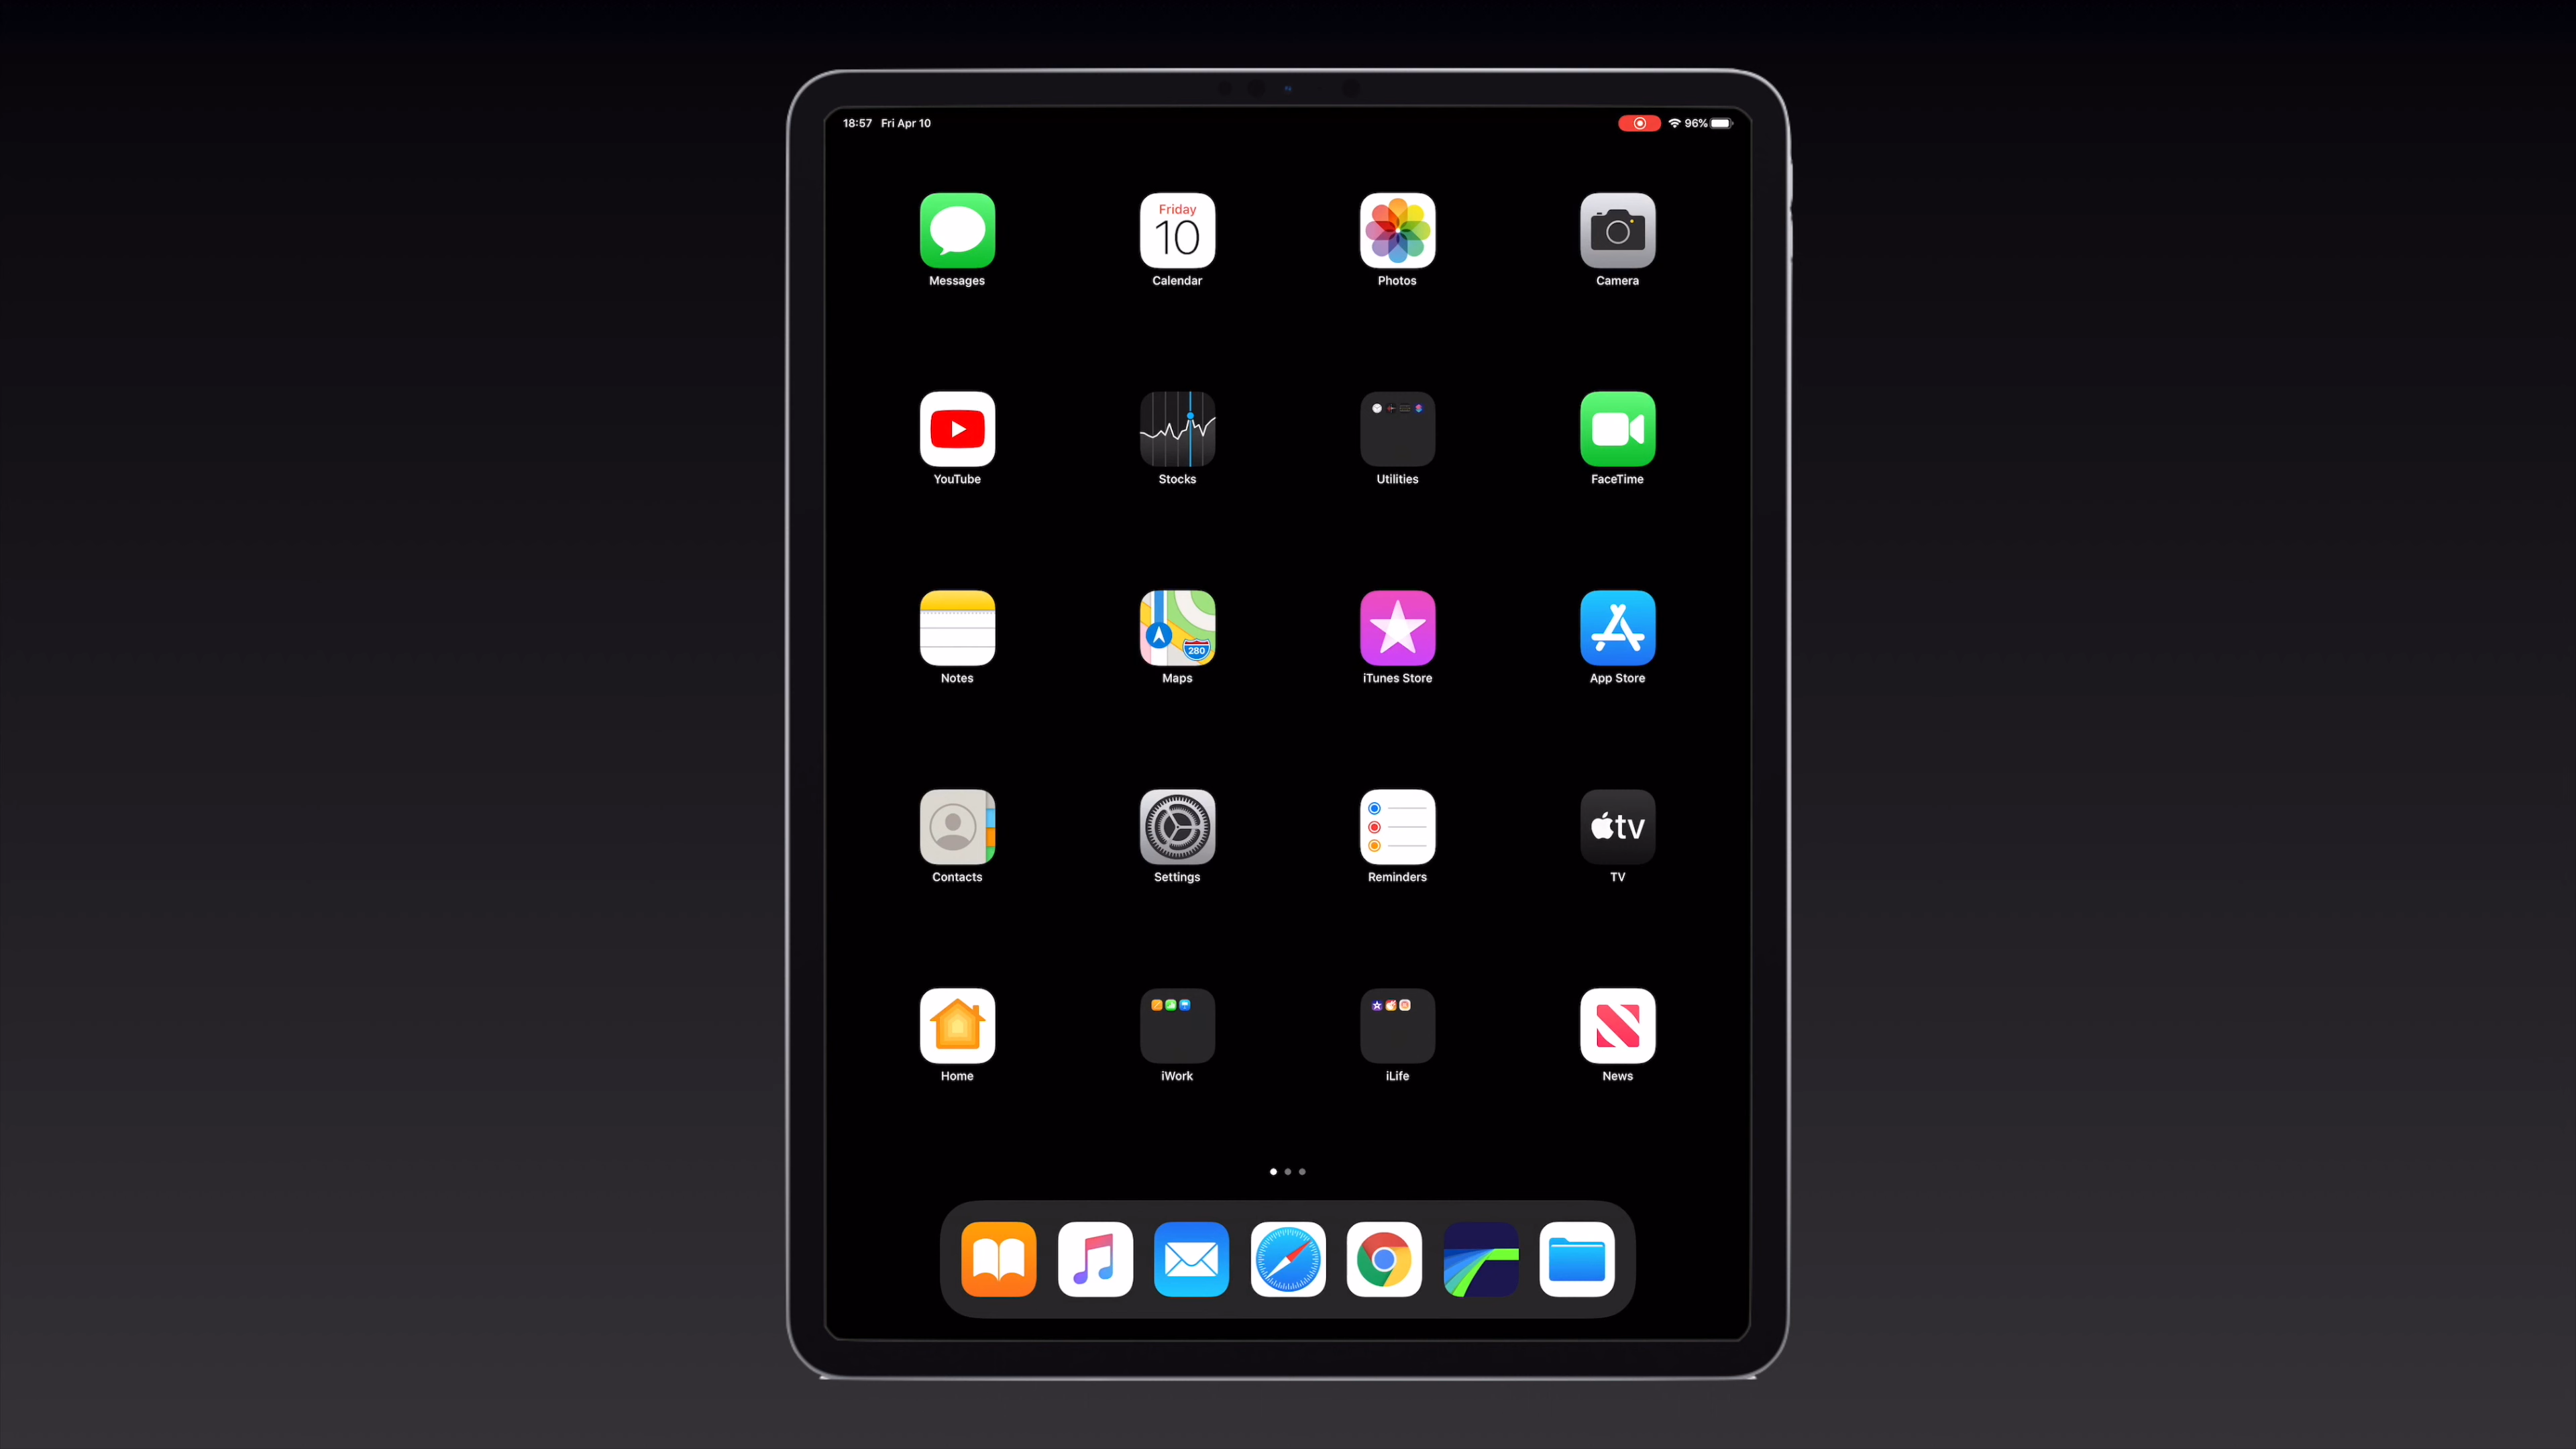 18:57 Fri Apr 10
96%
Friday
10
Messages
Calendar
Photos
Camera
YouTube
Stocks
Utilities
FaceTime
280
Notes
Maps
iTunes Store
App Store
tv
Contacts
Settings
Reminders
TV
Home
iWork
iLife
News